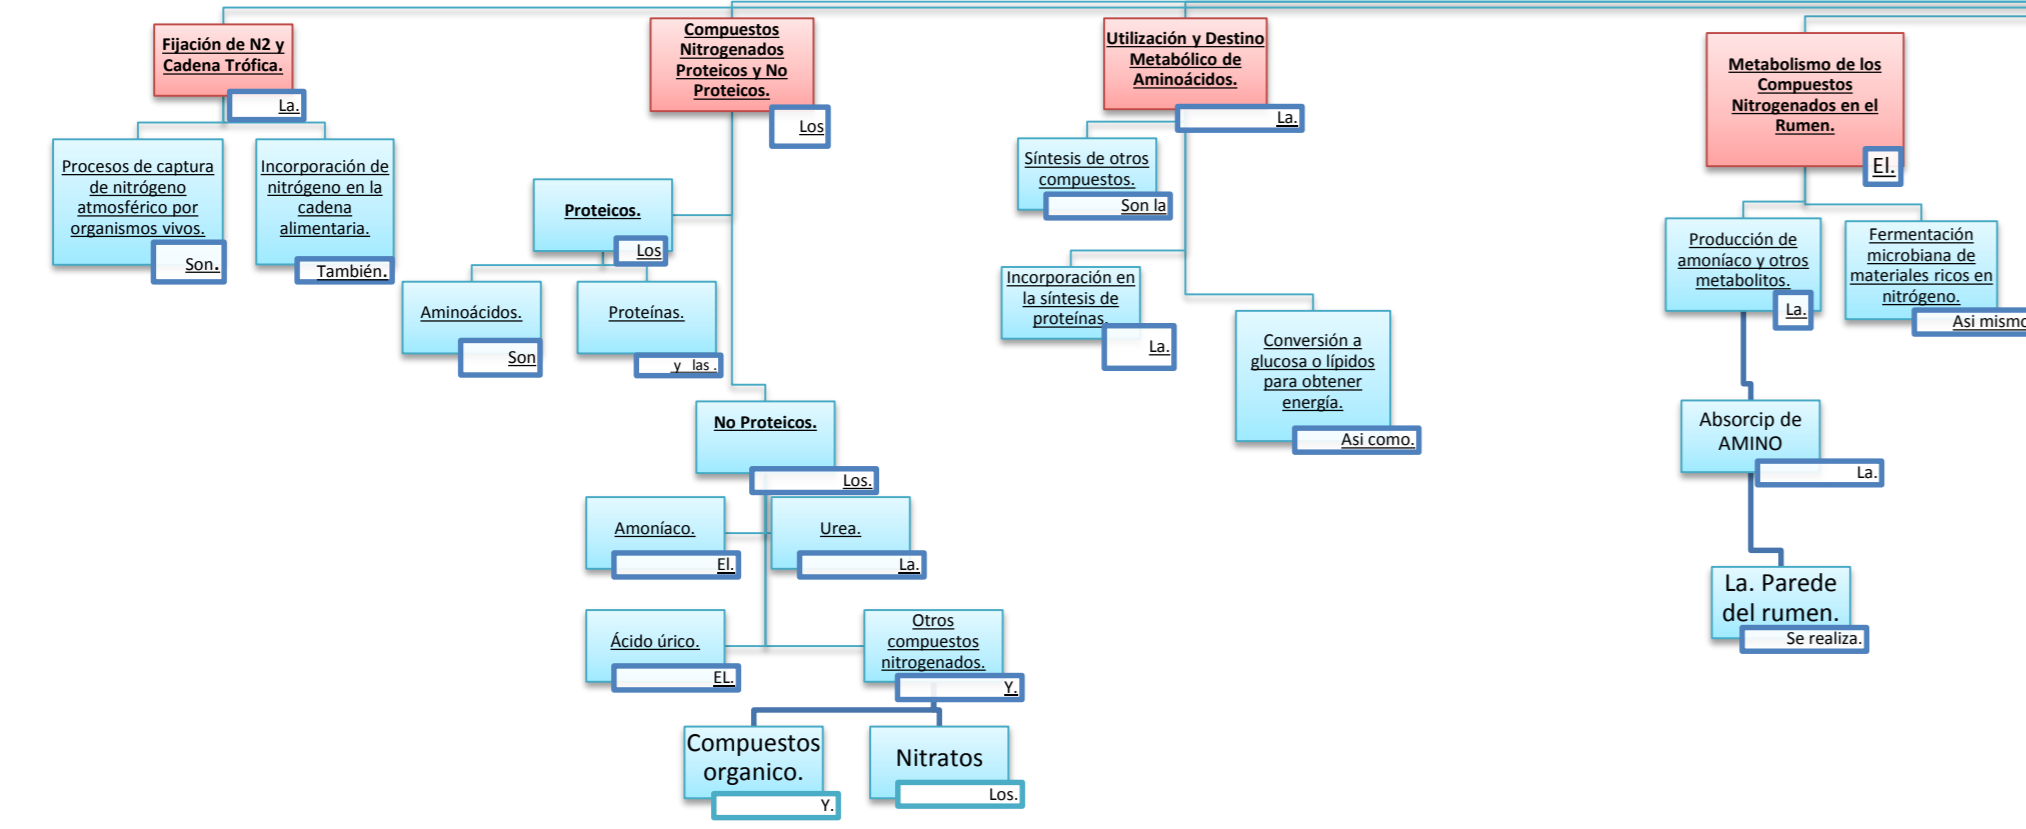 Fijación de N2 y
Cadena Trófica.
La.
Procesos de captura
de nitrógeno
atmosférico por
organismos vivos.
Son.
Incorporación de
nitrógeno en la
cadena
alimentaria.
También.
Compuestos
Nitrogenados
Proteicos y No
Proteicos.
Los
Proteicos.
Los
Aminoácidos.
Son
Proteínas.
y las .
No Proteicos.
Los.
Amoníaco.
El.
Urea.
La.
Ácido úrico.
EL.
Otros
compuestos
nitrogenados.
Y.
Compuestos
organico.
Y.
Nitratos
Los.
Utilización y Destino
Metabólico de
Aminoácidos.
La.
Síntesis de otros
compuestos.
Son la
Incorporación en
la síntesis de
proteínas.
La.
Conversión a
glucosa o lípidos
para obtener
energía.
Asi como.
Metabolismo de los
Compuestos
Nitrogenados en el
Rumen.
El.
Producción de
amoníaco y otros
metabolitos.
La.
Fermentación
microbiana de
materiales ricos en
nitrógeno.
Asi mismo
Absorcip de
AMINO
La.
La. Parede
del rumen.
Se realiza.